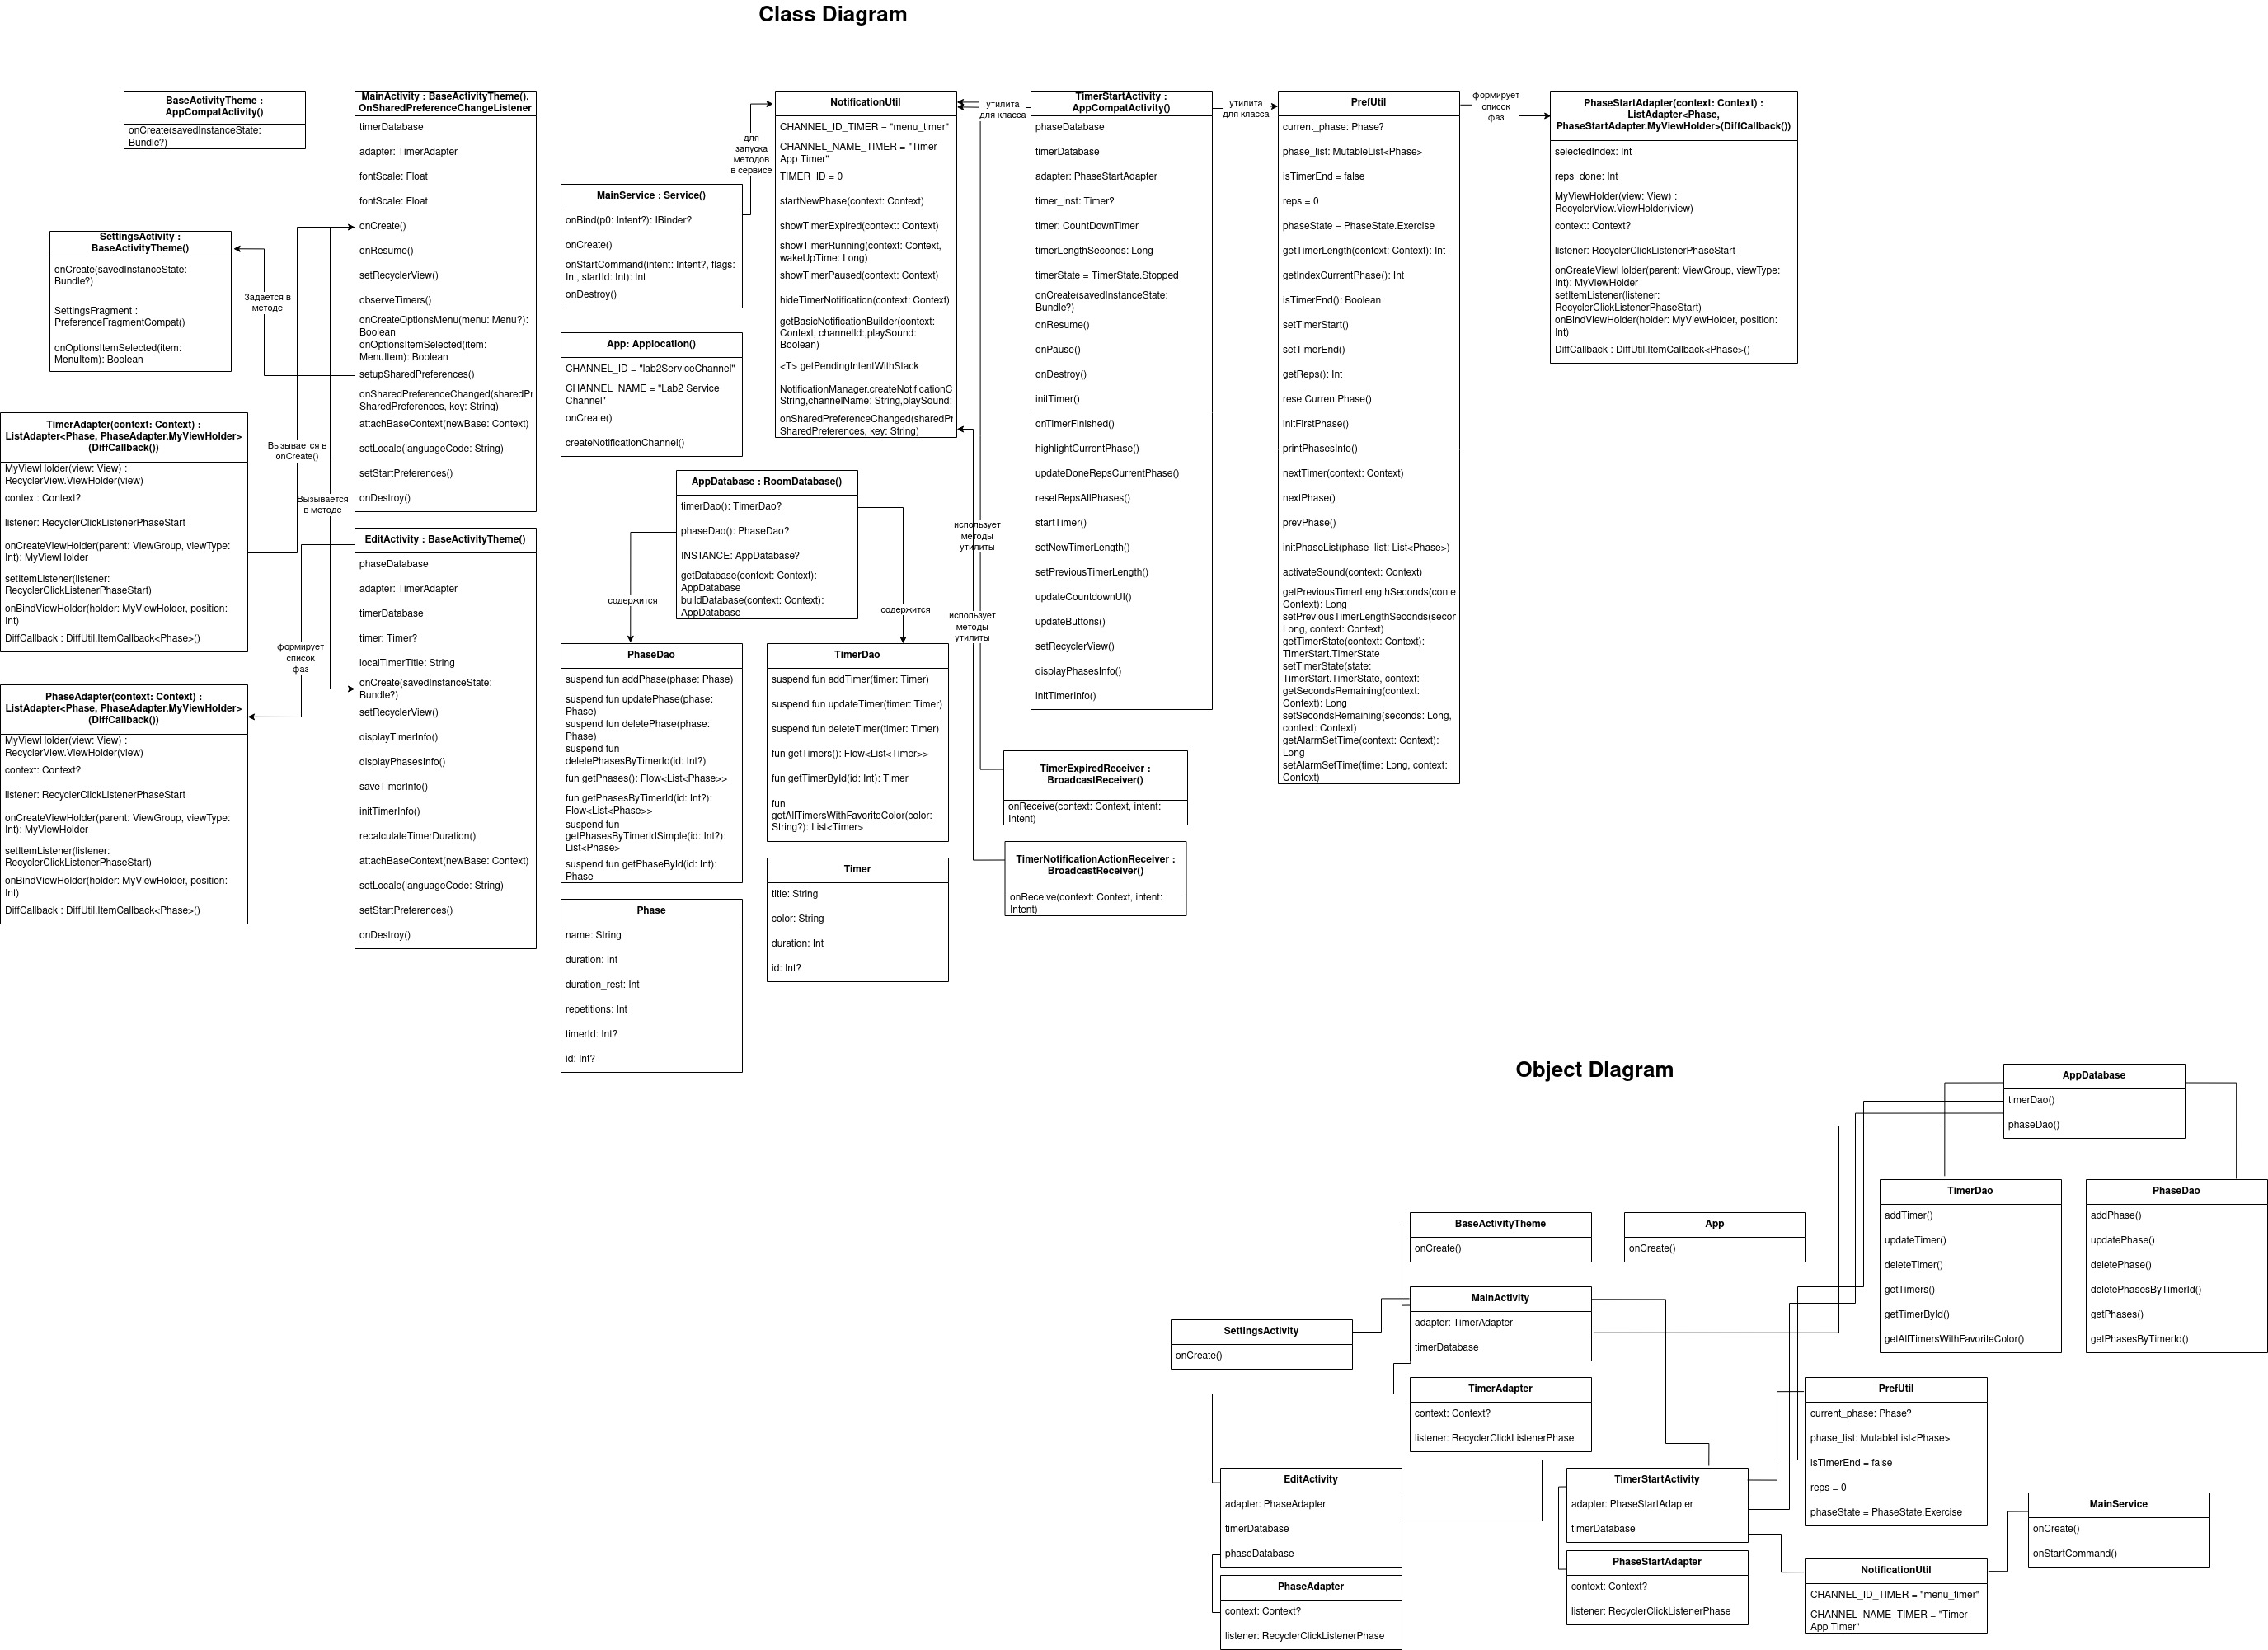 Class Diagram
BaseActivityTheme :
AppCompatActivity()
onCreate(savedInstanceState:
Bundle?)
SettingsActivity :
BaseActivityTheme()
onCreate(savedInstanceState:
Bundle?)
SettingsFragment :
PreferenceFragmentCompat()
onOptionsItemSelected(item:
MenuItem): Boolean
Задается в
методе
TimerAdapter(context: Context) :
ListAdapter<Phase, PhaseAdapter.MyViewHolder>
(DiffCallback())
MyViewHolder(view: View) :
RecyclerView.ViewHolder(view)
context: Context?
listener: RecyclerClickListenerPhaseStart
onCreateViewHolder(parent: ViewGroup, viewType:
Int): MyViewHolder
setItemListener(listener:
RecyclerClickListenerPhaseStart)
onBindViewHolder(holder: MyViewHolder, position:
Int)
DiffCallback : DiffUtil.ItemCallback<Phase>()
Вызывается в
onCreate()
Вызывается
в методе
формирует
список
фаз
PhaseAdapter(context: Context) :
ListAdapter<Phase, PhaseAdapter.MyViewHolder>
(DiffCallback())
MyViewHolder(view: View) :
RecyclerView.ViewHolder(view)
context: Context?
listener: RecyclerClickListenerPhaseStart
onCreateViewHolder(parent: ViewGroup, viewType:
Int): MyViewHolder
setItemListener(listener:
RecyclerClickListenerPhaseStart)
onBindViewHolder(holder: MyViewHolder, position:
Int)
DiffCallback : DiffUtil.ItemCallback<Phase>()
MainActivity : BaseActivityTheme(),
OnSharedPreferenceChangeListener
timerDatabase
adapter: TimerAdapter
fontScale: Float
fontScale: Float
onCreate()
onResume()
setRecyclerView()
observeTimers()
onCreateOptionsMenu(menu: Menu?):
Boolean
onOptionsItemSelected(item:
MenuItem): Boolean
setupSharedPreferences()
onSharedPreferenceChanged(sharedPr
SharedPreferences, key: String)
attachBaseContext(newBase: Context)
setLocale(languageCode: String)
setStartPreferences()
onDestroy()
EditActivity : BaseActivityTheme()
phaseDatabase
adapter: TimerAdapter
timerDatabase
timer: Timer?
localTimerTitle: String
onCreate(savedInstanceState:
Bundle?)
setRecyclerView()
displayTimerInfo()
displayPhasesInfo()
saveTimerInfo()
initTimerInfo()
recalculateTimerDuration()
attachBaseContext(newBase: Context)
setLocale(languageCode: String)
setStartPreferences()
onDestroy()
MainService : Service()
onBind(p0: Intent?): IBinder?
onCreate()
onStartCommand(intent: Intent?, flags:
Int, startId: Int): Int
onDestroy()
для
запуска
методов
в сервисе
App: Applocation()
CHANNEL_ID = "lab2ServiceChannel"
CHANNEL_NAME = "Lab2 Service
Channel"
onCreate()
createNotificationChannel()
NotificationUtil
CHANNEL_ID_TIMER = "menu_timer"
CHANNEL_NAME_TIMER = "Timer
App Timer"
TIMER_ID = 0
startNewPhase(context: Context)
showTimerExpired(context: Context)
showTimerRunning(context: Context,
wakeUpTime: Long)
showTimerPaused(context: Context)
hideTimerNotification(context: Context)
getBasicNotificationBuilder(context:
Context, channelId:,playSound:
Boolean)
<T> getPendingIntentWithStack
NotificationManager.createNotificationC
String,channelName: String,playSound:
onSharedPreferenceChanged(sharedPr
SharedPreferences, key: String)
AppDatabase : RoomDatabase()
timerDao(): TimerDao?
phaseDao(): PhaseDao?
INSTANCE: AppDatabase?
getDatabase(context: Context):
AppDatabase
buildDatabase(context: Context):
AppDatabase
содержится
содержится
PhaseDao
suspend fun addPhase(phase: Phase)
suspend fun updatePhase(phase:
Phase)
suspend fun deletePhase(phase:
Phase)
suspend fun
deletePhasesByTimerId(id: Int?)
fun getPhases(): Flow<List<Phase>>
fun getPhasesByTimerId(id: Int?):
Flow<List<Phase>>
suspend fun
getPhasesByTimerIdSimple(id: Int?):
List<Phase>
suspend fun getPhaseById(id: Int):
Phase
TimerDao
suspend fun addTimer(timer: Timer)
suspend fun updateTimer(timer: Timer)
suspend fun deleteTimer(timer: Timer)
fun getTimers(): Flow<List<Timer>>
fun getTimerById(id: Int): Timer
fun
getAllTimersWithFavoriteColor(color:
String?): List<Timer>
Timer
title: String
color: String
duration: Int
id: Int?
Phase
name: String
duration: Int
duration_rest: Int
repetitions: Int
timerId: Int?
id: Int?
утилита
для класса
использует
методы
утилиты
использует
методы
утилиты
TimerStartActivity :
AppCompatActivity()
phaseDatabase
timerDatabase
adapter: PhaseStartAdapter
timer_inst: Timer?
timer: CountDownTimer
timerLengthSeconds: Long
timerState = TimerState.Stopped
onCreate(savedInstanceState:
Bundle?)
onResume()
onPause()
onDestroy()
initTimer()
onTimerFinished()
highlightCurrentPhase()
updateDoneRepsCurrentPhase()
resetRepsAllPhases()
startTimer()
setNewTimerLength()
setPreviousTimerLength()
updateCountdownUI()
updateButtons()
setRecyclerView()
displayPhasesInfo()
initTimerInfo()
TimerExpiredReceiver :
BroadcastReceiver()
onReceive(context: Context, intent:
Intent)
TimerNotificationActionReceiver :
BroadcastReceiver()
onReceive(context: Context, intent:
Intent)
утилита
для класса
PrefUtil
current_phase: Phase?
phase_list: MutableList<Phase>
isTimerEnd = false
reps = 0
phaseState = PhaseState.Exercise
getTimerLength(context: Context): Int
getIndexCurrentPhase(): Int
isTimerEnd(): Boolean
setTimerStart()
setTimerEnd()
getReps(): Int
resetCurrentPhase()
initFirstPhase()
printPhasesInfo()
nextTimer(context: Context)
nextPhase()
prevPhase()
initPhaseList(phase_list: List<Phase>)
activateSound(context: Context)
getPreviousTimerLengthSeconds(conte
Context): Long
setPreviousTimerLengthSeconds(secor
Long, context: Context)
getTimerState(context: Context):
TimerStart.TimerState
setTimerState(state:
TimerStart.TimerState, context:
getSecondsRemaining(context:
Context): Long
setSecondsRemaining(seconds: Long,
context: Context)
getAlarmSetTime(context: Context):
Long
setAlarmSetTime(time: Long, context:
Context)
формирует
список
фаз
PhaseStartAdapter(context: Context) :
ListAdapter<Phase,
PhaseStartAdapter.MyViewHolder>(DiffCallback())
selectedIndex: Int
reps_done: Int
MyViewHolder(view: View) :
RecyclerView.ViewHolder(view)
context: Context?
listener: RecyclerClickListenerPhaseStart
onCreateViewHolder(parent: ViewGroup, viewType:
Int): MyViewHolder
setItemListener(listener:
RecyclerClickListenerPhaseStart)
onBindViewHolder(holder: MyViewHolder, position:
Int)
DiffCallback : DiffUtil.ItemCallback<Phase>()
Object DIagram
AppDatabase
timerDao()
phaseDao()
TimerDao
addTimer()
updateTimer()
deleteTimer()
getTimers()
getTimerById()
getAllTimersWithFavoriteColor()
PhaseDao
addPhase()
updatePhase()
deletePhase()
deletePhasesByTimerId()
getPhases()
getPhasesByTimerId()
BaseActivityTheme
onCreate()
App
onCreate()
MainActivity
adapter: TimerAdapter
timerDatabase
SettingsActivity
onCreate()
TimerAdapter
context: Context?
listener: RecyclerClickListenerPhase
PrefUtil
current_phase: Phase?
phase_list: MutableList<Phase>
isTimerEnd = false
reps = 0
phaseState = PhaseState.Exercise
EditActivity
adapter: PhaseAdapter
timerDatabase
phaseDatabase
TimerStartActivity
adapter: PhaseStartAdapter
timerDatabase
MainService
onCreate()
onStartCommand()
PhaseAdapter
context: Context?
listener: RecyclerClickListenerPhase
PhaseStartAdapter
context: Context?
listener: RecyclerClickListenerPhase
NotificationUtil
CHANNEL_ID_TIMER = "menu_timer"
CHANNEL_NAME_TIMER = "Timer
App Timer"